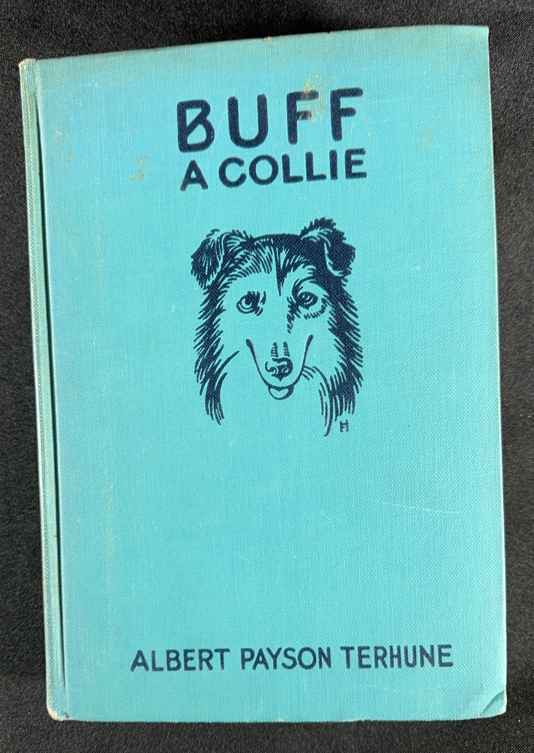 BUFF
A COLLIE
H
ALBERT PAYSON TERHUNE